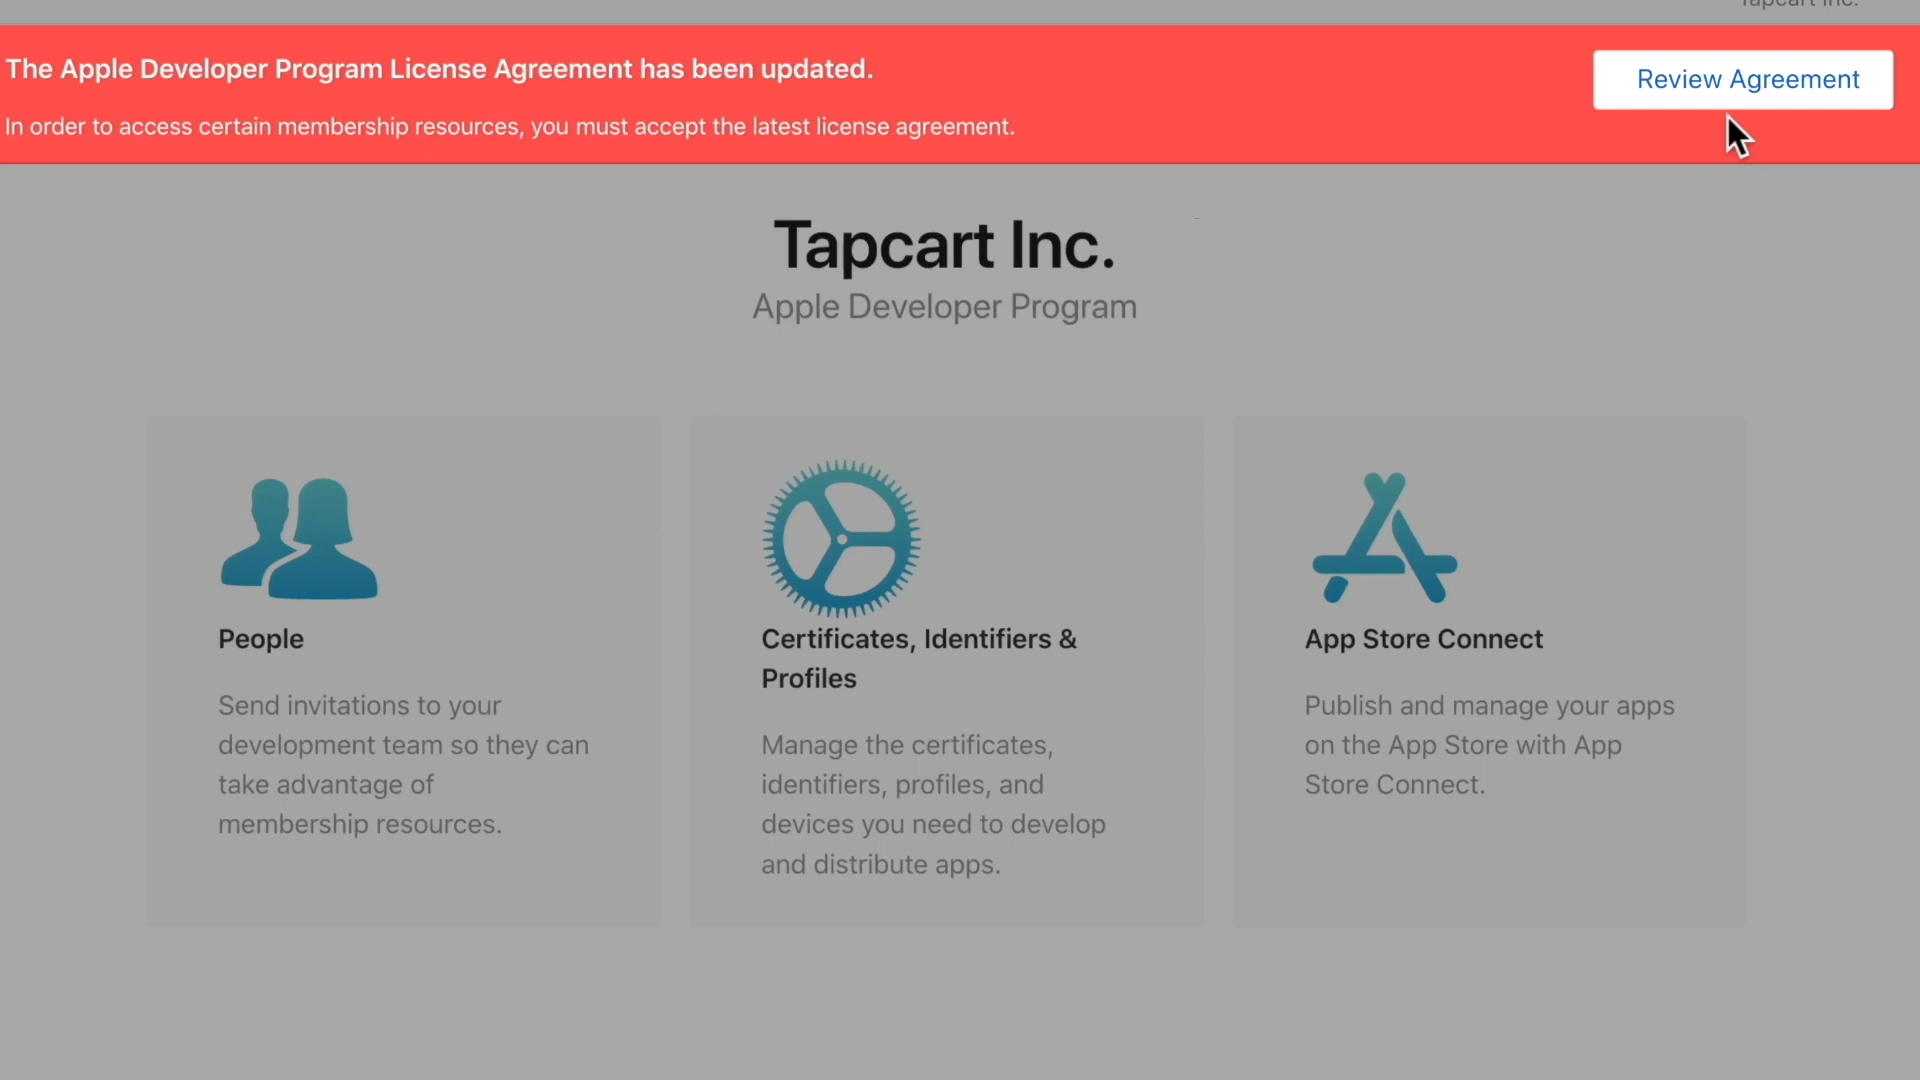 Tapcart Inc.
The Apple Developer Program License Agreement has been updated.
In order to access certain membership resources, you must accept the latest license agreement.
Review Agreement
Tapcart Inc.
Apple Developer Program
People
Send invitations to your
development team so they can
take advantage of
membership resources.
Certificates, Identifiers &
Profiles
Manage the certificates,
identifiers, profiles, and
devices you need to develop
and distribute apps.
App Store Connect
Publish and manage your apps
on the App Store with App
Store Connect.